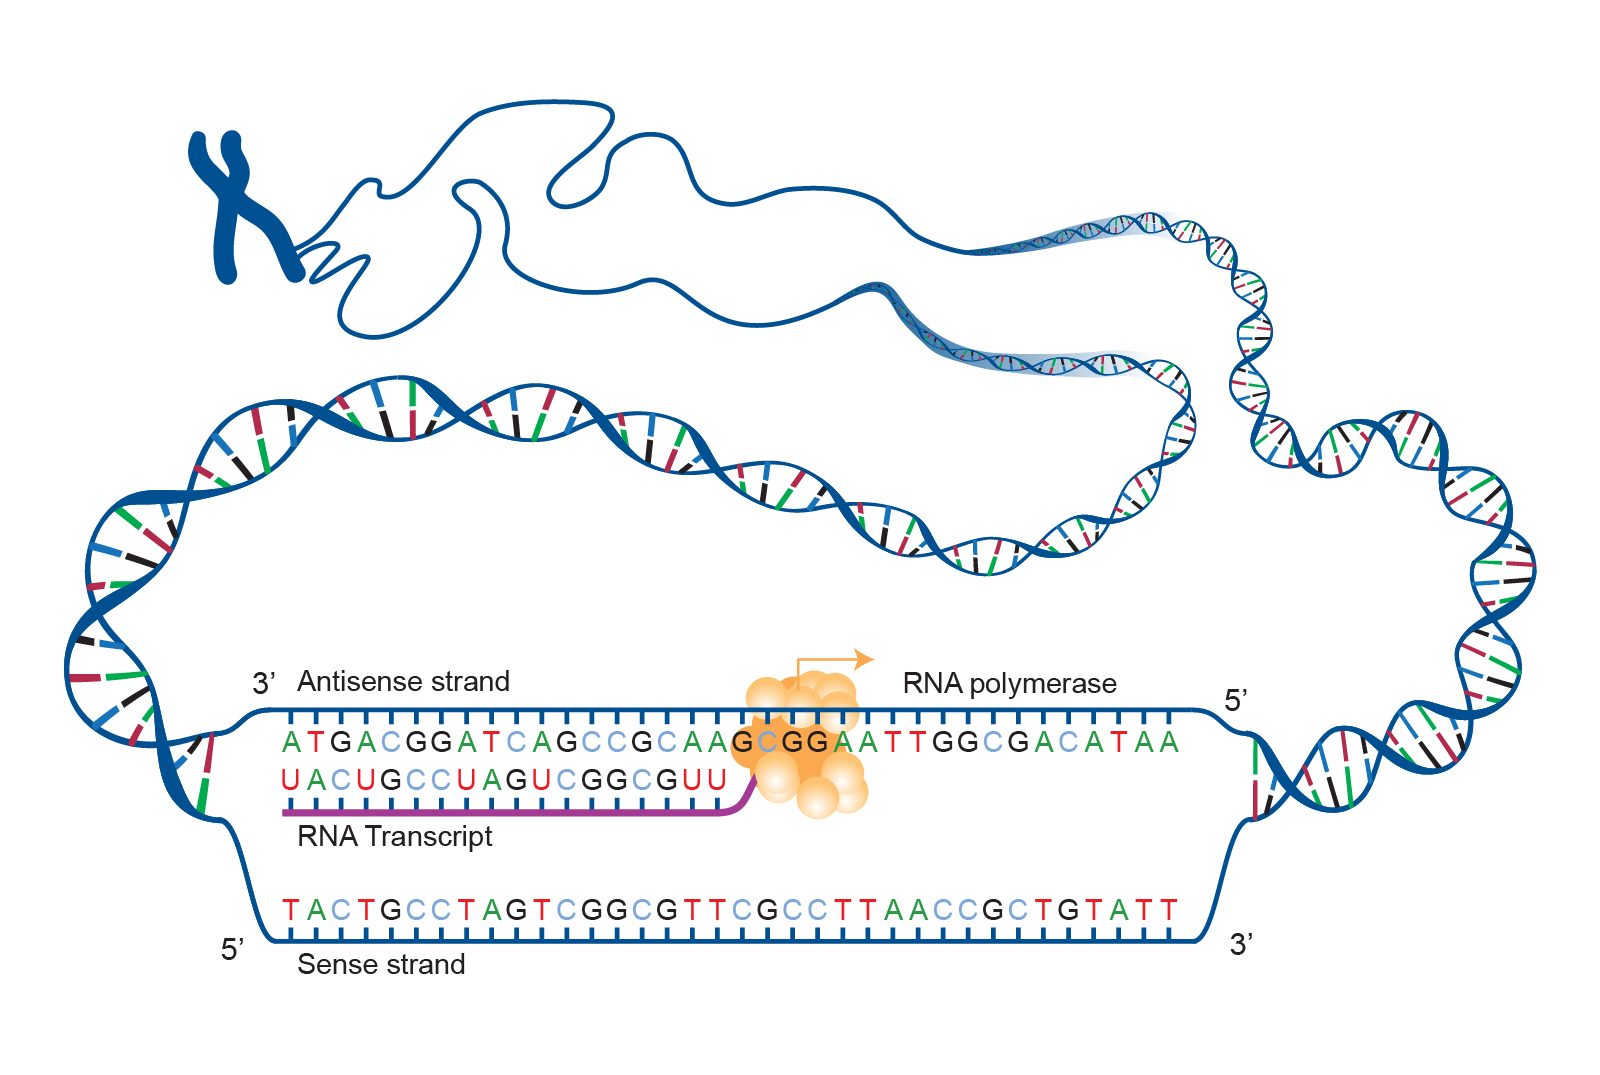 3’ Antisense strand
RNA polymerase
5’
ATGACGGATCAGCCGCAAGCGGAATTGGCGACATAA
UACUGCCUAGUCGGCGUU
RNA Transcript
TACTGCCTAGTCGGCGTTCGCCTTAACCGCTGTATT
5’
3’
Sense strand